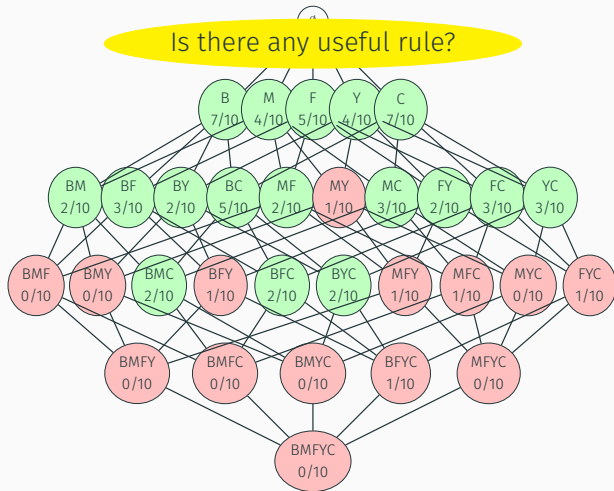 Is there any useful rule?
B M F Y C
7/10 4/10 5/10 4/10 7/10
BM BF BY BC MF MY MC FY FC YC
2/10 3/10 2/10 5/10 2/10 1/10 3/10 2/10 3/10 3/10
BMF BMY BMC BFY BFC BYC MFY MFC MYC FYC
0/10 0/10 2/10 1/10 2/10 2/10 1/10 1/10 0/10 1/10
BMFY BMFC BMYC BFYC MFYC
0/10 0/10 0/10 1/10 0/10
BMFYC
0/10